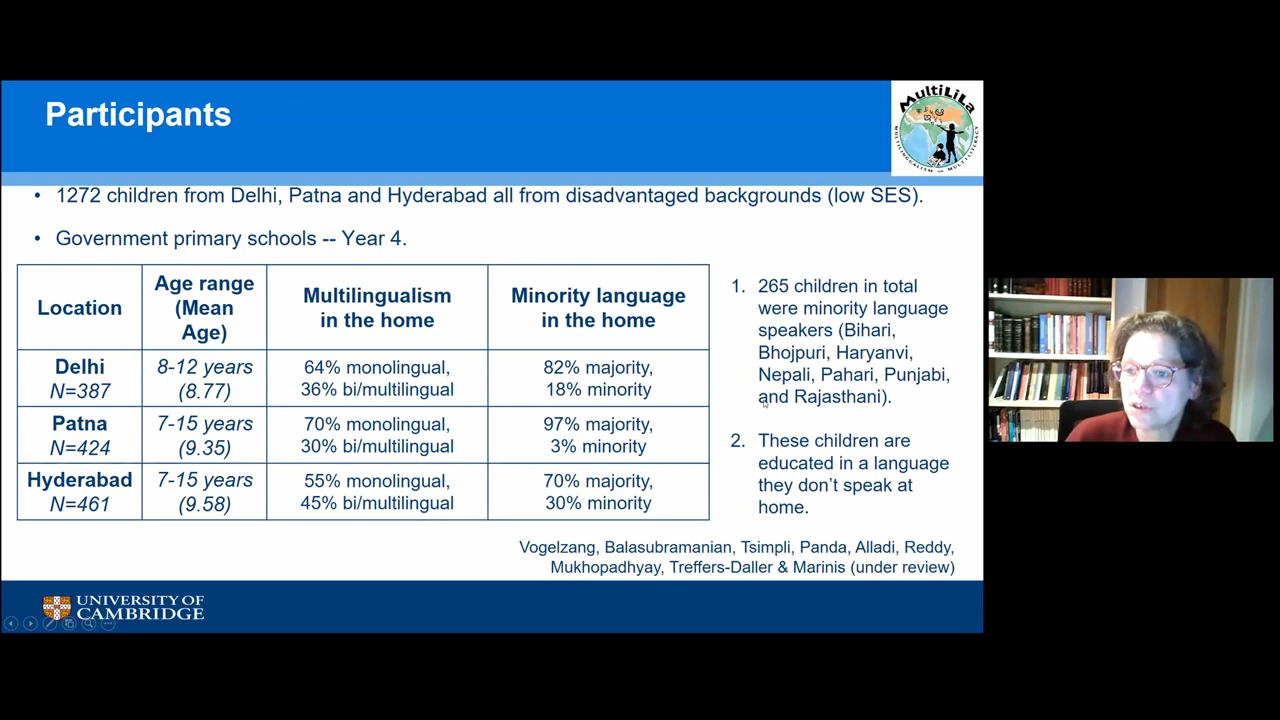 Participants
MultiLiLa
MULTILINGUALISM
MULTILITERACY
• 1272 children from Delhi, Patna and Hyderabad all from disadvantaged backgrounds (low SES).
• Government primary schools -- Year 4.
Location
Age range
(Mean
Age)
Multilingualism
in the home
Minority language
in the home
Delhi
N=387
8-12 years
(8.77)
64% monolingual,
36% bi/multilingual
82% majority,
18% minority
Patna
N=424
7-15 years
(9.35)
70% monolingual,
30% bi/multilingual
97% majority,
3% minority
Hyderabad
N=461
7-15 years
(9.58)
55% monolingual,
45% bi/multilingual
70% majority,
30% minority
1. 265 children in total
were minority language
speakers (Bihari,
Bhojpuri, Haryanvi,
Nepali, Pahari, Punjabi,
and Rajasthani).
2. These children are
educated in a language
they don’t speak at
home.
Vogelzang, Balasubramanian, Tsimpli, Panda, Alladi, Reddy,
Mukhopadhyay, Treffers-Daller & Marinis (under review)
UNIVERSITY OF
CAMBRIDGE